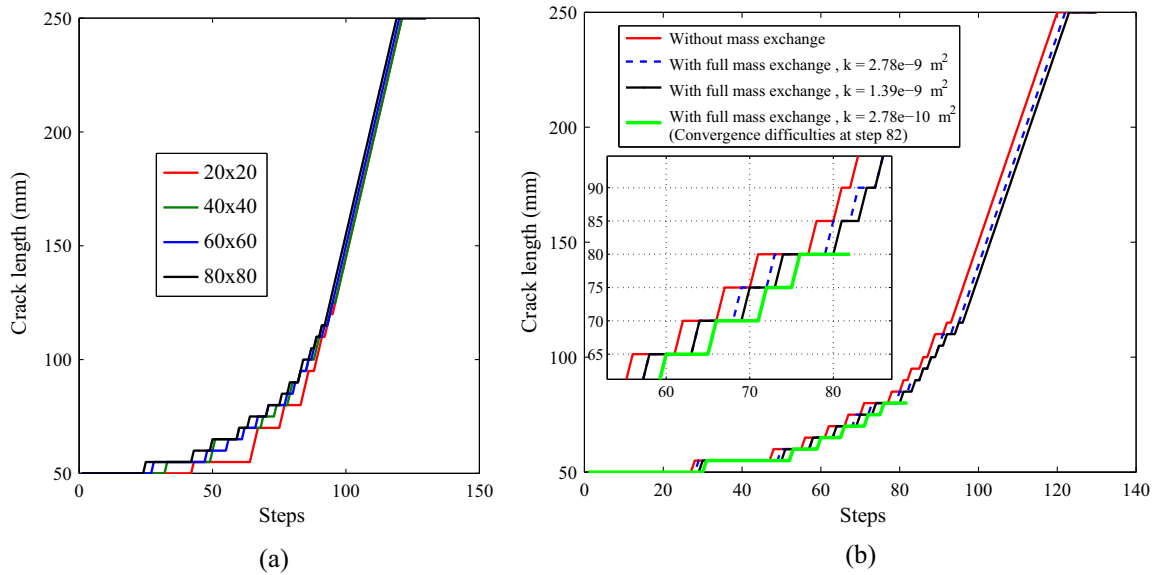 250
200
150
100
50
0
50
100
150
Crack length (mm)
Steps
20x20
40x40
60x60
80x80
(a)
250
200
150
100
50
0
20
40
60
80
100
120
140
Crack length (mm)
Steps
Without mass exchange
With full mass exchange , k = 2.78e−9 m²
With full mass exchange , k = 1.39e−9 m²
With full mass exchange , k = 2.78e−10 m²
(Convergence difficulties at step 82)
90
85
80
75
70
65
60
70
80
(b)